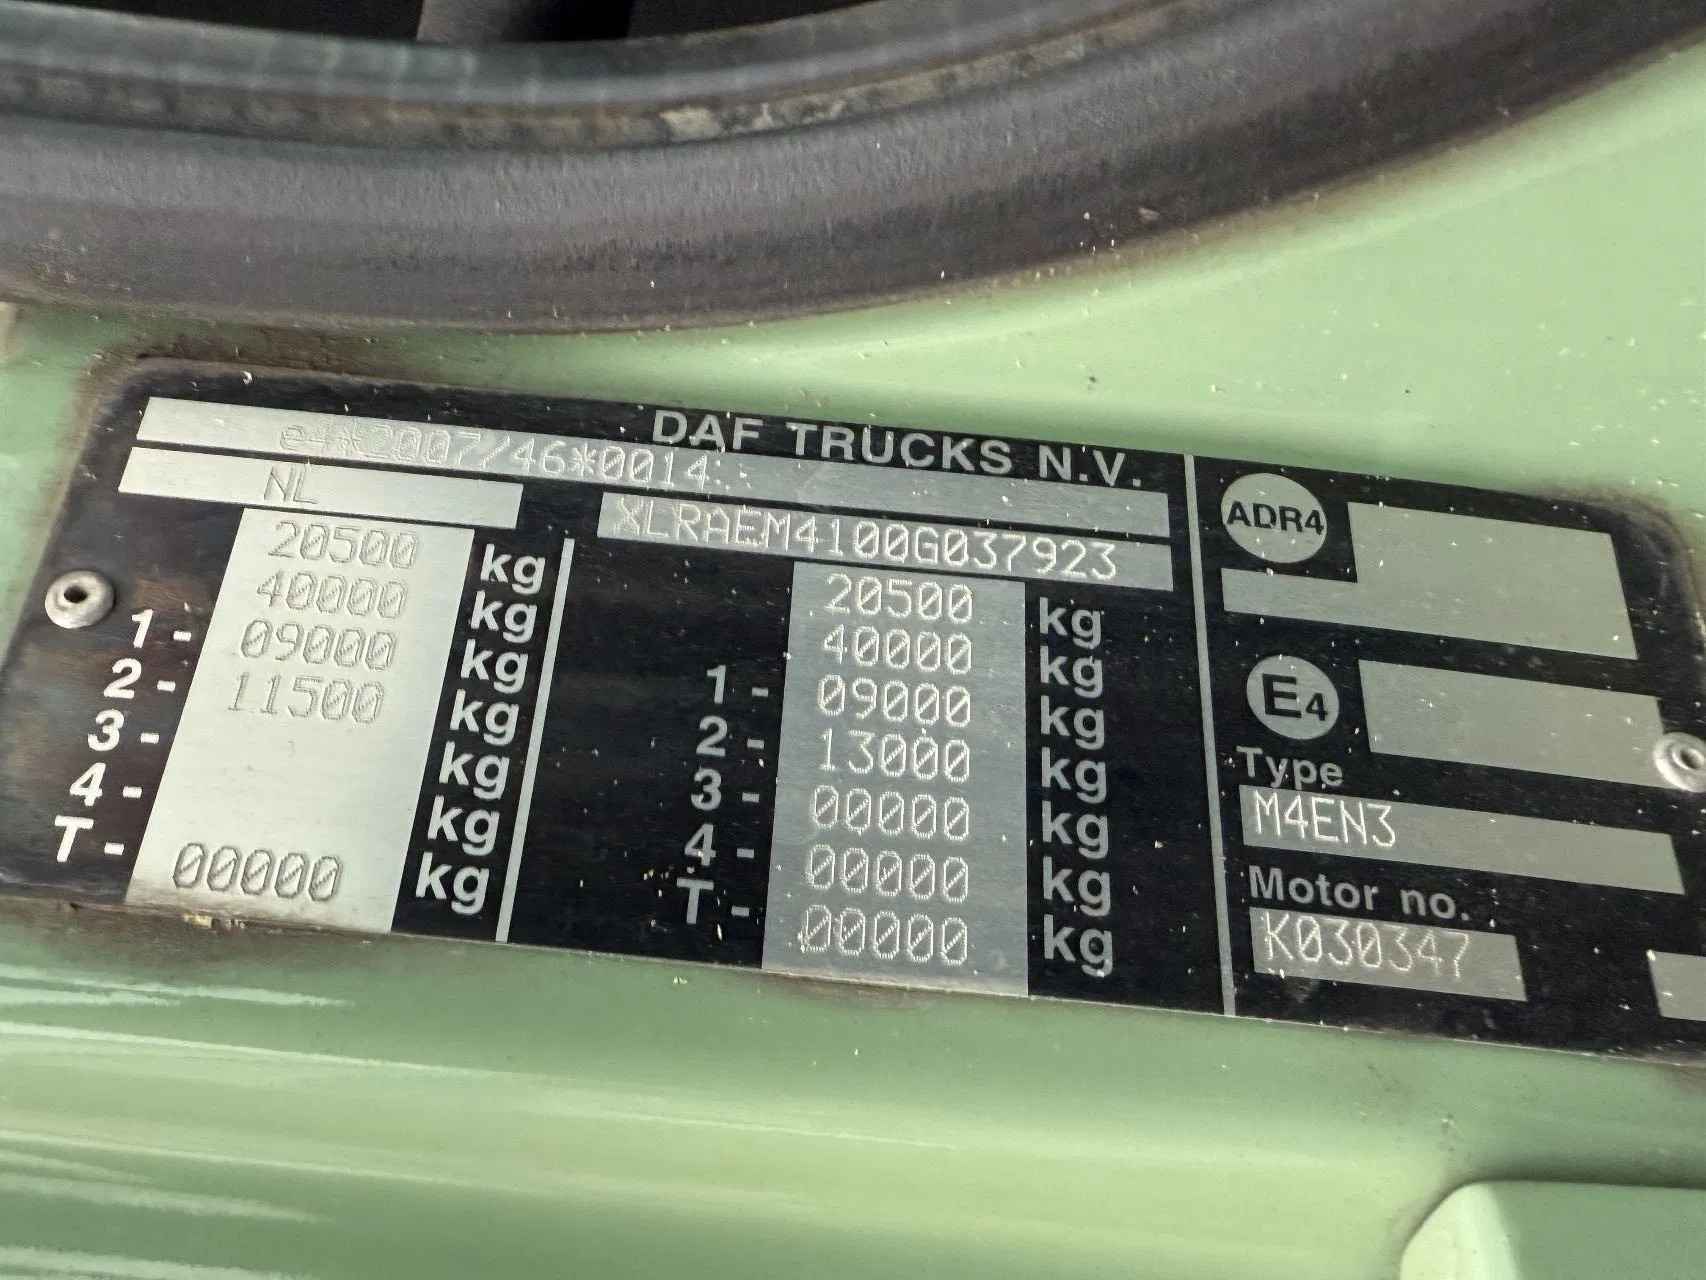 DAF TRUCKS N.V.
e4*2007/46*0014
NL
XLRAEM4100G037923
20500 kg
40000 kg
1- 09000 kg
2- 11500 kg
3- kg
4- kg
T- 00000 kg
20500 kg
40000 kg
1- 09000 kg
2- 13000 kg
3- 00000 kg
4- 00000 kg
T- 00000 kg
ADR4
E4
Type
M4EN3
Motor no.
K030347